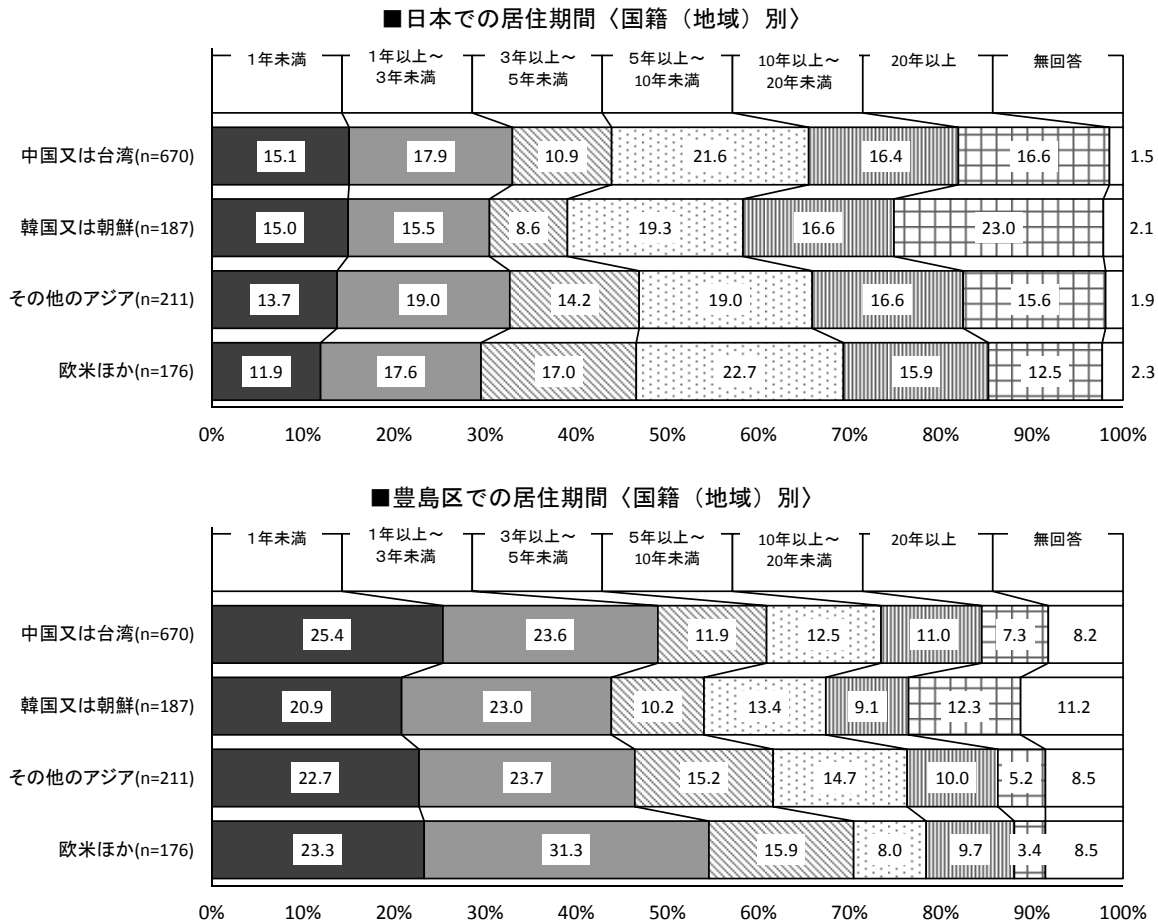 ■日本での居住期間〈国籍（地域）別〉
1年未満
1年以上～
3年未満
3年以上～
5年未満
5年以上～
10年未満
10年以上～
20年未満
20年以上
無回答
中国又は台湾(n=670)
15.1 17.9 10.9 21.6 16.4 16.6 1.5
韓国又は朝鮮(n=187)
15.0 15.5 8.6 19.3 16.6 23.0 2.1
その他のアジア(n=211)
13.7 19.0 14.2 19.0 16.6 15.6 1.9
欧米ほか(n=176)
11.9 17.6 17.0 22.7 15.9 12.5 2.3
0% 10% 20% 30% 40% 50% 60% 70% 80% 90% 100%
■豊島区での居住期間〈国籍（地域）別〉
1年未満
1年以上～
3年未満
3年以上～
5年未満
5年以上～
10年未満
10年以上～
20年未満
20年以上
無回答
中国又は台湾(n=670)
25.4 23.6 11.9 12.5 11.0 7.3 8.2
韓国又は朝鮮(n=187)
20.9 23.0 10.2 13.4 9.1 12.3 11.2
その他のアジア(n=211)
22.7 23.7 15.2 14.7 10.0 5.2 8.5
欧米ほか(n=176)
23.3 31.3 15.9 8.0 9.7 3.4 8.5
0% 10% 20% 30% 40% 50% 60% 70% 80% 90% 100%